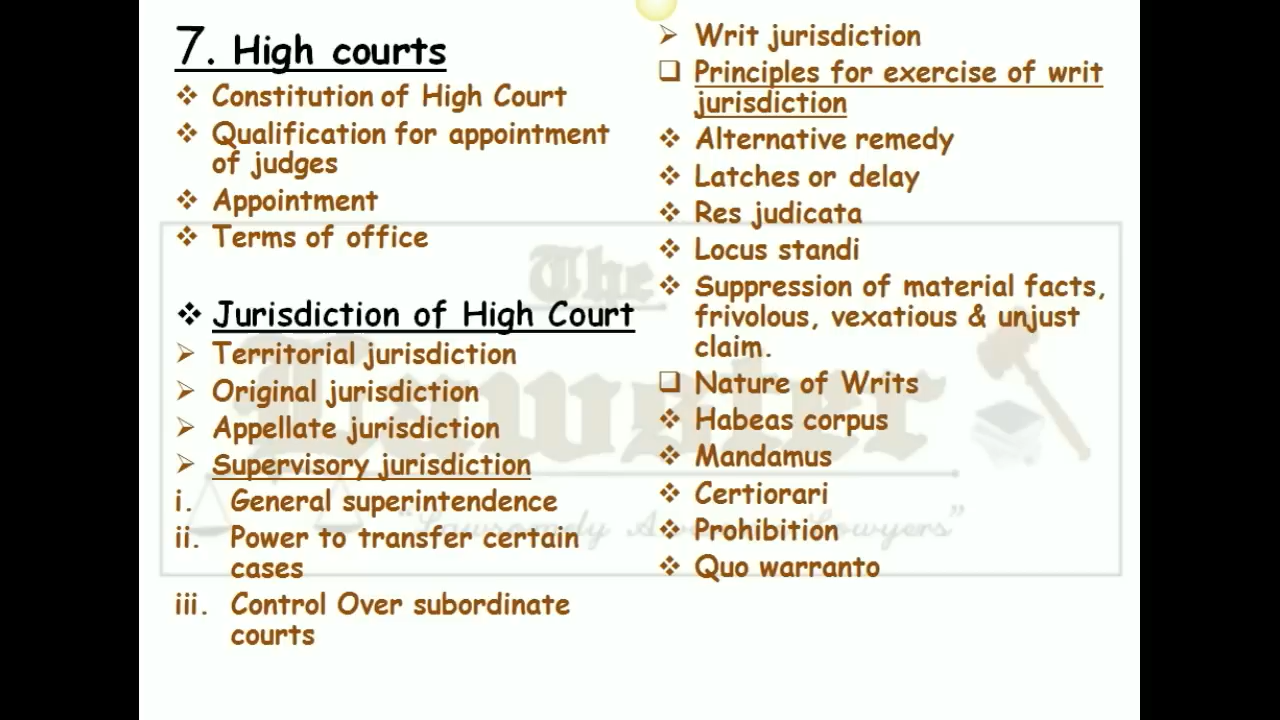 7. High courts
Constitution of High Court
Qualification for appointment
of judges
Appointment
Terms of office
Jurisdiction of High Court
Territorial jurisdiction
Original jurisdiction
Appellate jurisdiction
Supervisory jurisdiction
i. General superintendence
ii. Power to transfer certain
cases
iii. Control Over subordinate
courts
Writ jurisdiction
Principles for exercise of writ
jurisdiction
Alternative remedy
Latches or delay
Res judicata
Locus standi
Suppression of material facts,
frivolous, vexatious & unjust
claim.
Nature of Writs
Habeas corpus
Mandamus
Certiorari
Prohibition
Quo warranto
The
Lawster